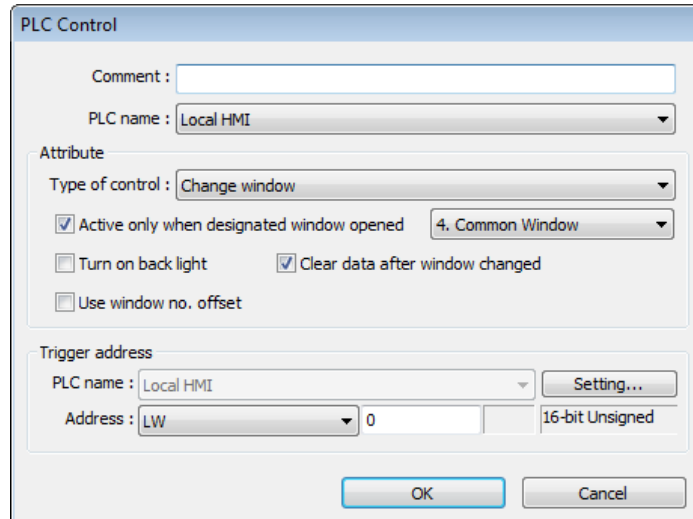 PLC Control
Comment :
PLC name : Local HMI
Attribute
Type of control : Change window
Active only when designated window opened 4. Common Window
Turn on back light Clear data after window changed
Use window no. offset
Trigger address
PLC name : Local HMI Setting...
Address : LW 0 16-bit Unsigned
OK Cancel